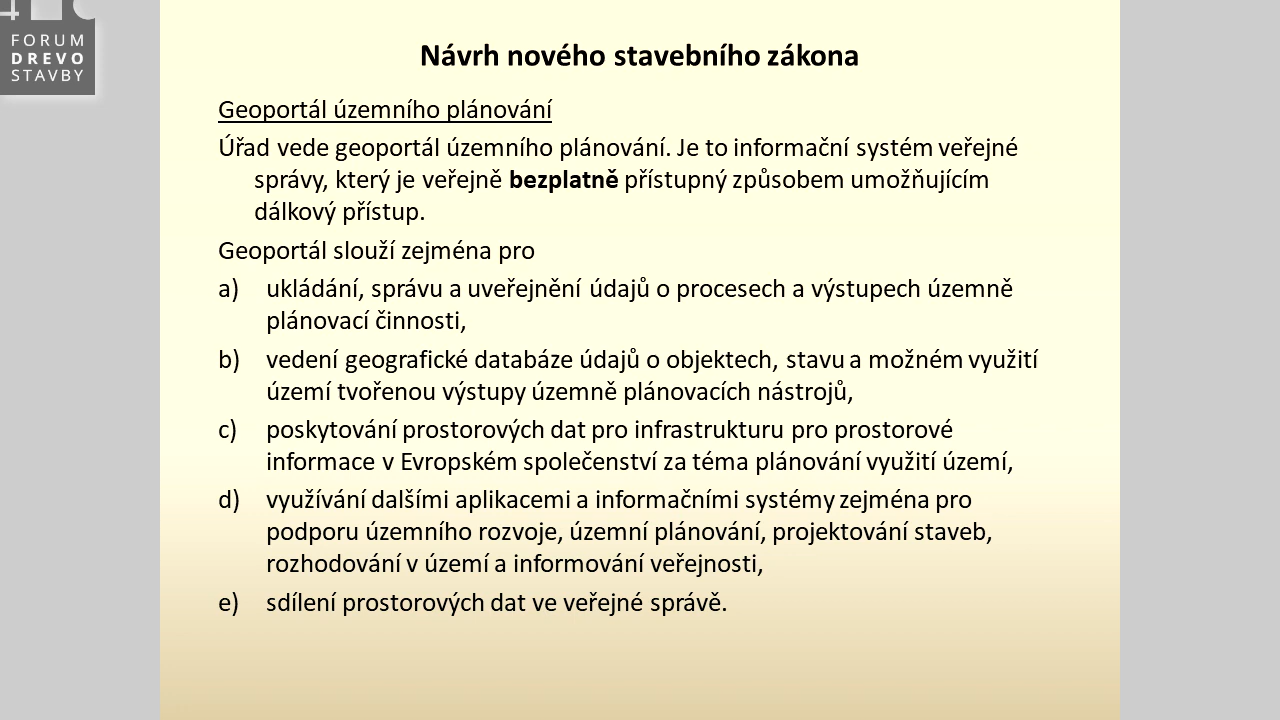 FORUM
DREVO
STAVBY
Návrh nového stavebního zákona
Geoportál územního plánování
Úřad vede geoportál územního plánování. Je to informační systém veřejné
správy, který je veřejně bezplatně přístupný způsobem umožňujícím
dálkový přístup.
Geoportál slouží zejména pro
a) ukládání, správu a uveřejnění údajů o procesech a výstupech územně
plánovací činnosti,
b) vedení geografické databáze údajů o objektech, stavu a možném využití
území tvořenou výstupy územně plánovacích nástrojů,
c) poskytování prostorových dat pro infrastrukturu pro prostorové
informace v Evropském společenství za téma plánování využití území,
d) využívání dalšími aplikacemi a informačními systémy zejména pro
podporu územního rozvoje, územní plánování, projektování staveb,
rozhodování v území a informování veřejnosti,
e) sdílení prostorových dat ve veřejné správě.